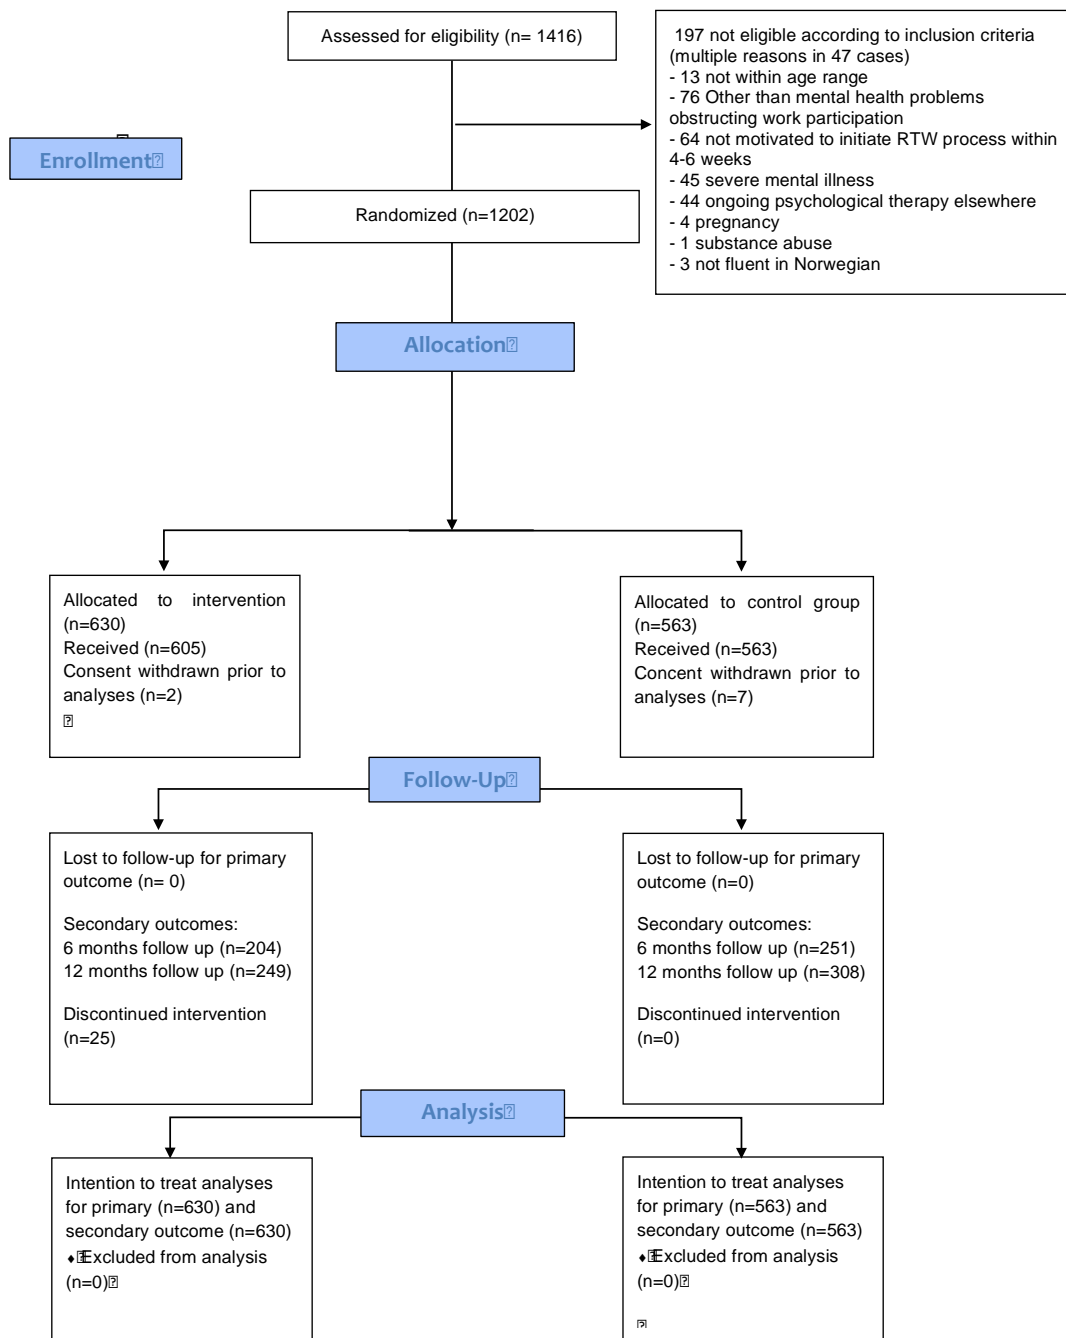 Assessed for eligibility (n= 1416)
197 not eligible according to inclusion criteria
(multiple reasons in 47 cases)
- 13 not within age range
- 76 Other than mental health problems
obstructing work participation
- 64 not motivated to initiate RTW process within
4-6 weeks
- 45 severe mental illness
- 44 ongoing psychological therapy elsewhere
- 4 pregnancy
- 1 substance abuse
- 3 not fluent in Norwegian
Enrollment
Randomized (n=1202)
Allocation
Allocated to intervention
(n=630)
Received (n=605)
Consent withdrawn prior to
analyses (n=2)
Allocated to control group
(n=563)
Received (n=563)
Concent withdrawn prior to
analyses (n=7)
Follow-Up
Lost to follow-up for primary
outcome (n= 0)
Secondary outcomes:
6 months follow up (n=204)
12 months follow up (n=249)
Discontinued intervention
(n=25)
Lost to follow-up for primary
outcome (n=0)
Secondary outcomes:
6 months follow up (n=251)
12 months follow up (n=308)
Discontinued intervention
(n=0)
Analysis
Intention to treat analyses
for primary (n=630) and
secondary outcome (n=630)
♦ Excluded from analysis
(n=0)
Intention to treat analyses
for primary (n=563) and
secondary outcome (n=563)
♦ Excluded from analysis
(n=0)